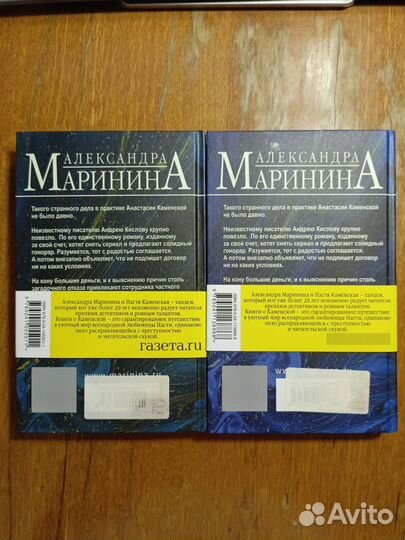 АЛЕКСАНДРА
МАРИНИНА
Такого странного дела в практике Анастасии Каменской
не было давно.
Неизвестному писателю Андрею Кислову крупно
повезло. По его единственному роману, изданному
за свой счет, хотят снять сериал и предлагают солидный
гонорар. Разумеется, тот с радостью соглашается.
А потом внезапно объявляет, что не подпишет договор
ни на каких условиях.
На кону большие деньги, и к выяснению причин столь
загадочного отказа привлекают сотрудника частного
Александра Маринина и Настя Каменская – тандем,
который вот уже более 20 лет неизменно радует читателя
крепким детективом и ровным талантом.
Книги о Каменской – это гарантированное путешествие
в уютный мир всенародной любимицы Насти, одинаково
лихо расправляющейся с преступностью
и читательской скукой.
газета.ru
www.marinina.ru
АЛЕКСАНДРА
МАРИНИНА
Такого странного дела в практике Анастасии Каменской
не было давно.
Неизвестному писателю Андрею Кислову крупно
повезло. По его единственному роману, изданному
за свой счет, хотят снять сериал и предлагают солидный
гонорар. Разумеется, тот с радостью соглашается.
А потом внезапно объявляет, что не подпишет договор
ни на каких условиях.
На кону большие деньги, и к выяснению причин столь
Александра Маринина и Настя Каменская – тандем,
который вот уже более 20 лет неизменно радует читателя
крепким детективом и ровным талантом.
Книги о Каменской – это гарантированное путешествие
в уютный мир всенародной любимицы Насти, одинаково
лихо расправляющейся с преступностью
и читательской скукой.
Avito